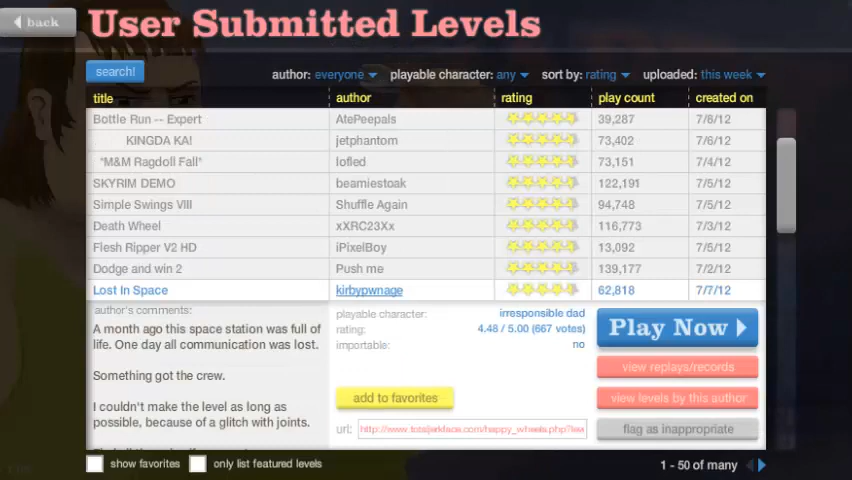 back
User Submitted Levels
search!
author: everyone playable character: any sort by: rating uploaded: this week
title author rating play count created on
Bottle Run -- Expert AtePeepals 39,287 7/8/12
KINGDA KA! jetphantom 73,402 7/6/12
*M&M Ragdoll Fall* lofled 73,151 7/4/12
SKYRIM DEMO beamiestoak 122,191 7/5/12
Simple Swings VIII Shuffle Again 94,748 7/5/12
Death Wheel xXRC23Xx 116,773 7/3/12
Flesh Ripper V2 HD iPixelBoy 13,092 7/5/12
Dodge and win 2 Push me 139,177 7/2/12
Lost In Space kirbypwnage 62,818 7/7/12
author's comments:
A month ago this space station was full of
life. One day all communication was lost.
Something got the crew.
I couldn't make the level as long as
possible, because of a glitch with joints.
playable character: irresponsible dad
rating: 4.48 / 5.00 (667 votes)
importable: no
add to favorites
url: http://www.totaljerkface.com/happy_wheels.php?lev
Play Now
view replays/records
view levels by this author
flag as inappropriate
show favorites only list featured levels
1 - 50 of many